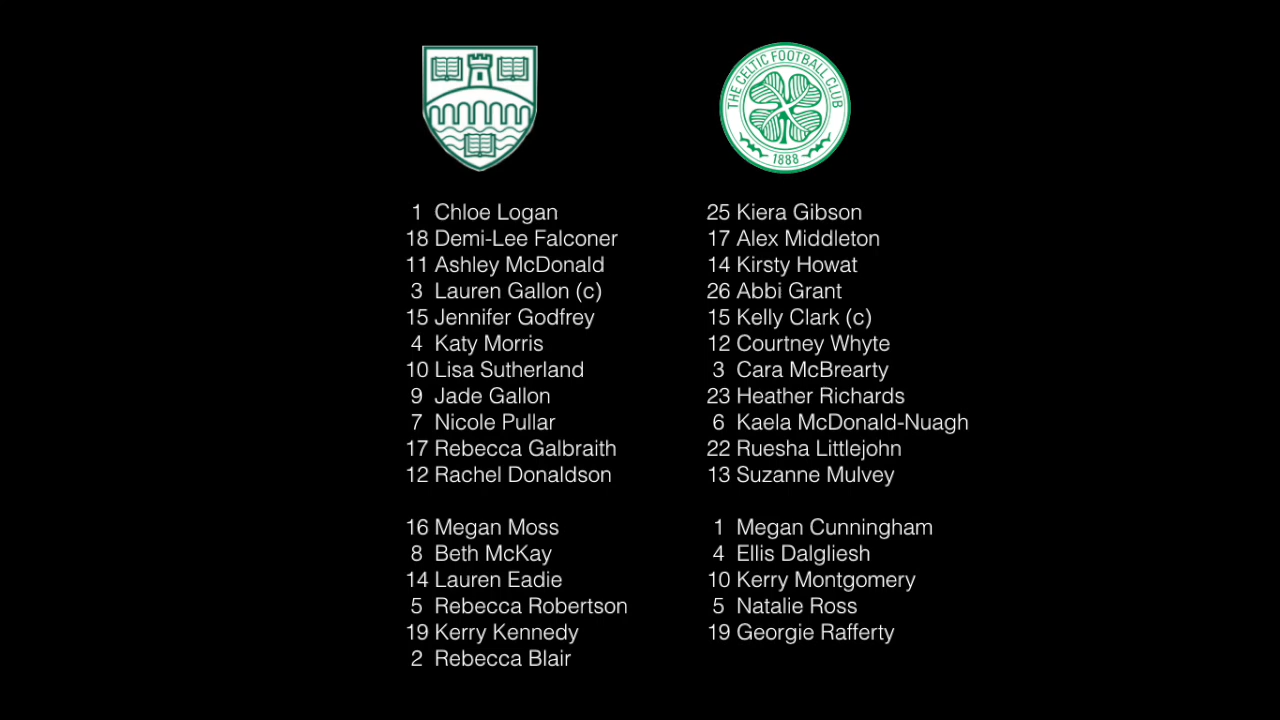 THE CELTIC FOOTBALL CLUB
1888
1 Chloe Logan
18 Demi-Lee Falconer
11 Ashley McDonald
3 Lauren Gallon (c)
15 Jennifer Godfrey
4 Katy Morris
10 Lisa Sutherland
9 Jade Gallon
7 Nicole Pullar
17 Rebecca Galbraith
12 Rachel Donaldson
16 Megan Moss
8 Beth McKay
14 Lauren Eadie
5 Rebecca Robertson
19 Kerry Kennedy
2 Rebecca Blair
25 Kiera Gibson
17 Alex Middleton
14 Kirsty Howat
26 Abbi Grant
15 Kelly Clark (c)
12 Courtney Whyte
3 Cara McBrearty
23 Heather Richards
6 Kaela McDonald-Nuagh
22 Ruesha Littlejohn
13 Suzanne Mulvey
1 Megan Cunningham
4 Ellis Dalgliesh
10 Kerry Montgomery
5 Natalie Ross
19 Georgie Rafferty